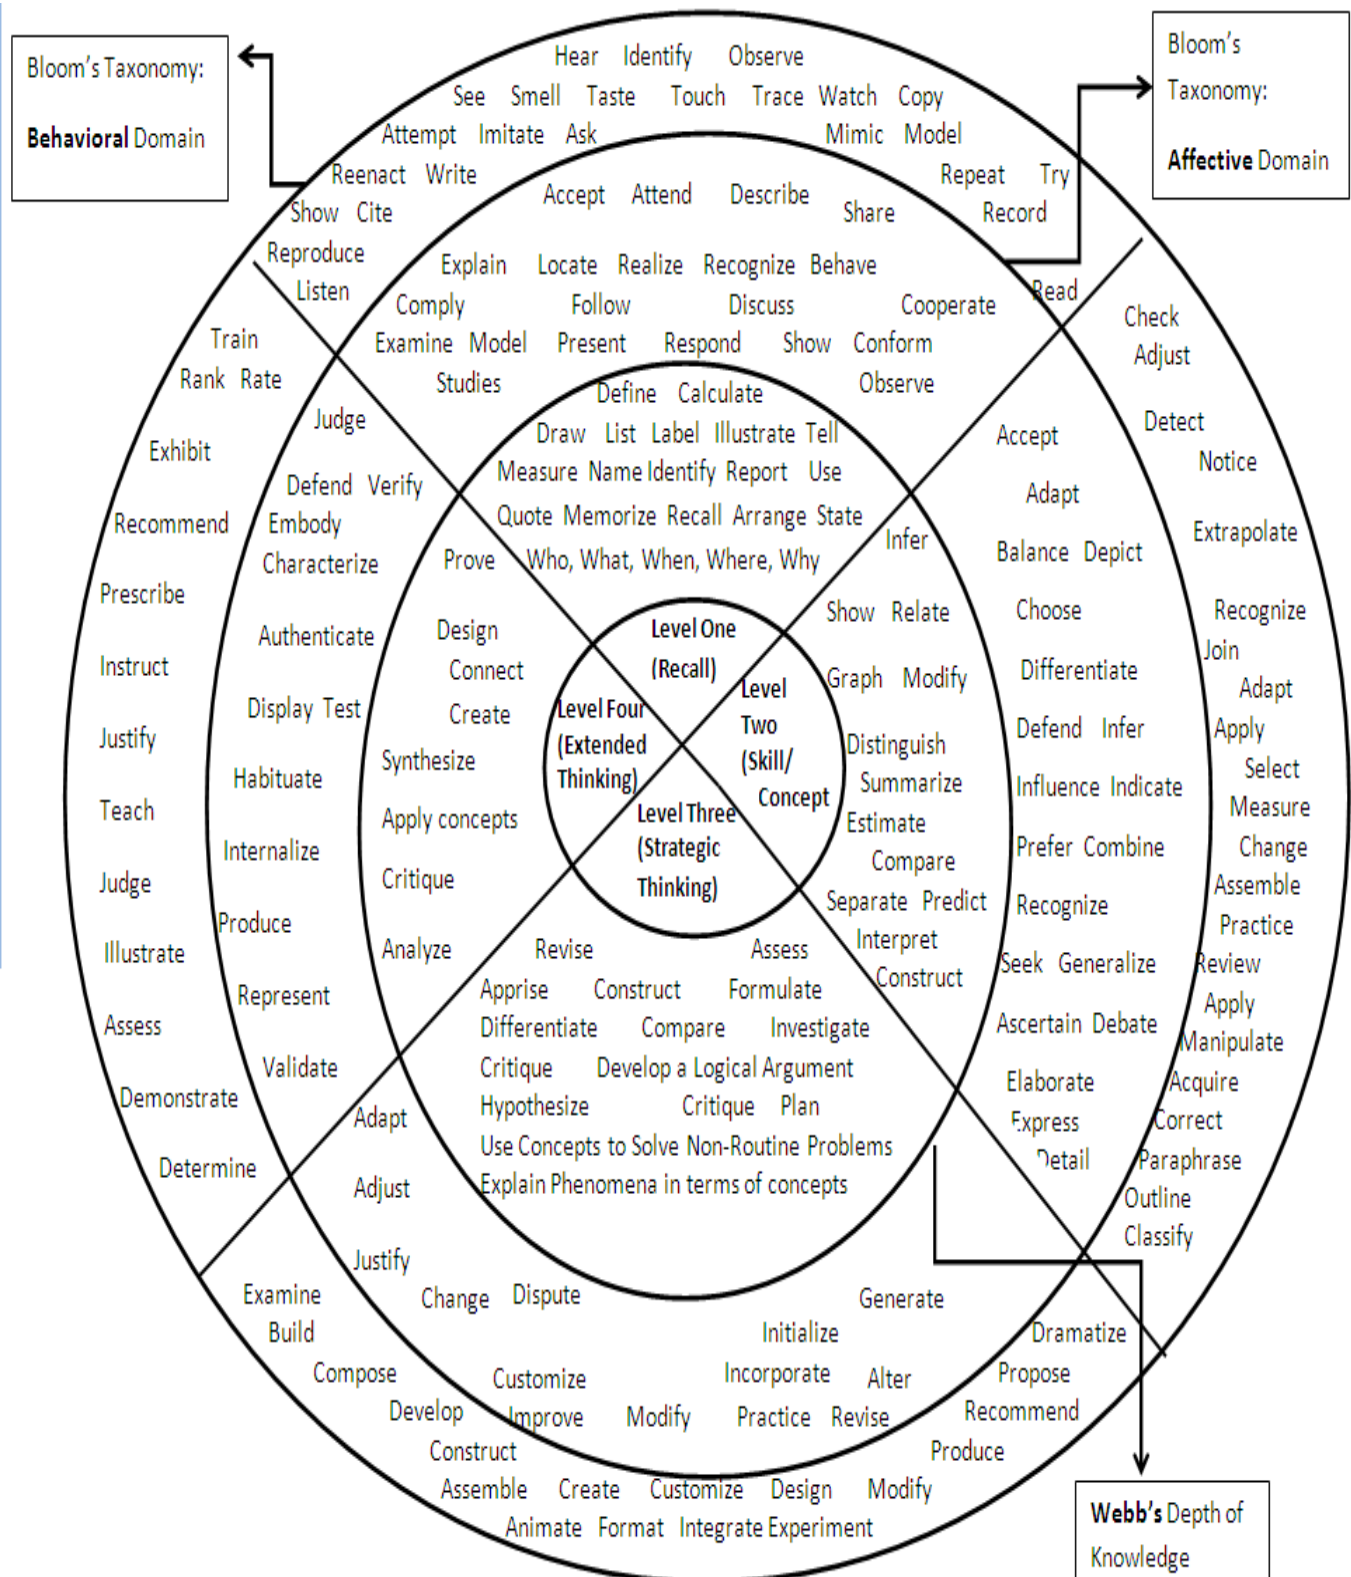 Bloom's Taxonomy:
Behavioral Domain
Bloom's
Taxonomy:
Affective Domain
Hear Identify Observe
See Smell Taste Touch Trace Watch Copy
Attempt Imitate Ask Mimic Model
Reenact Write Repeat Try
Show Cite Record
Reproduce
Listen Read
Accept Attend Describe
Share
Explain Locate Realize Recognize Behave
Comply Follow Discuss Cooperate
Examine Model Present Respond Show Conform
Studies Observe
Define Calculate
Draw List Label Illustrate Tell
Measure Name Identify Report Use
Quote Memorize Recall Arrange State
Who, What, When, Where, Why
Level One
(Recall)
Level
Two
(Skill/
Concept
Level Three
(Strategic
Thinking)
Level Four
(Extended
Thinking)
Infer
Show Relate
Graph Modify
Distinguish
Summarize
Estimate
Compare
Separate Predict
Interpret
Construct
Accept
Adapt
Balance Depict
Choose
Differentiate
Defend Infer
Influence Indicate
Prefer Combine
Recognize
Seek Generalize
Ascertain Debate
Elaborate
Express
Detail
Check
Adjust
Detect
Notice
Extrapolate
Recognize
Join
Adapt
Apply
Select
Measure
Change
Assemble
Practice
Review
Apply
Manipulate
Acquire
Correct
Paraphrase
Outline
Classify
Revise Assess
Apprise Construct Formulate
Differentiate Compare Investigate
Critique Develop a Logical Argument
Hypothesize Critique Plan
Use Concepts to Solve Non-Routine Problems
Explain Phenomena in terms of concepts
Adapt
Adjust
Justify
Change Dispute Generate
Initialize
Customize Incorporate Alter
Improve Modify Practice Revise
Examine
Build
Compose
Develop
Construct
Assemble Create Customize Design Modify
Animate Format Integrate Experiment
Dramatize
Propose
Recommend
Produce
Prove
Design
Connect
Create
Synthesize
Apply concepts
Critique
Analyze
Judge
Defend Verify
Embody
Characterize
Authenticate
Display Test
Habituate
Internalize
Produce
Represent
Validate
Train
Rank Rate
Exhibit
Recommend
Prescribe
Instruct
Justify
Teach
Judge
Illustrate
Assess
Demonstrate
Determine
Webb's Depth of
Knowledge